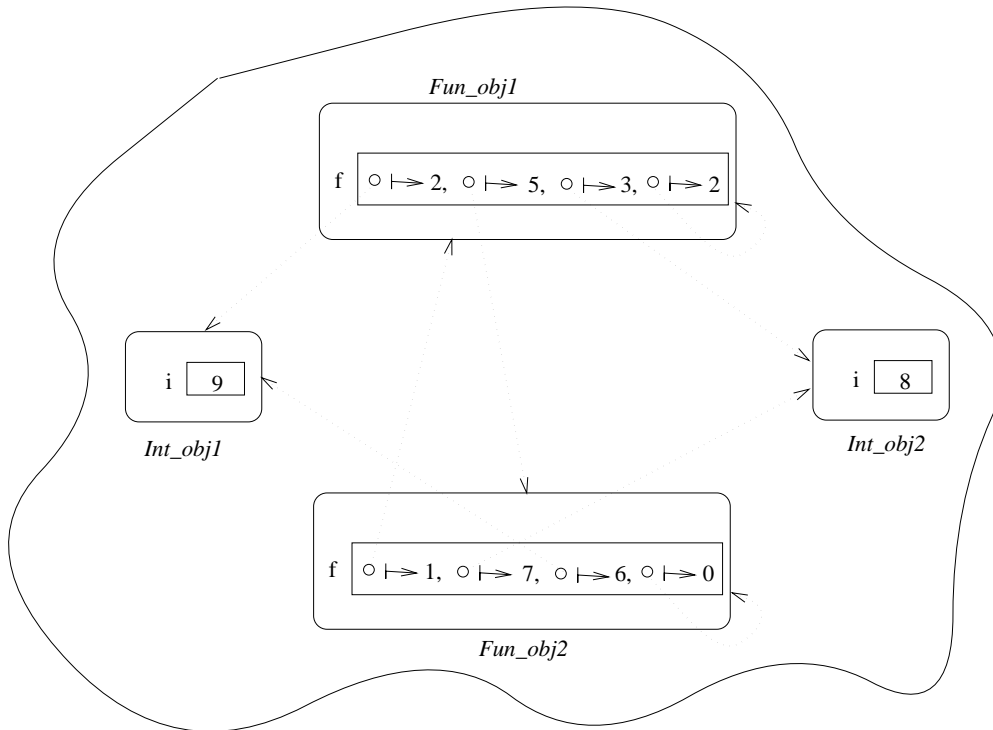 Fun_obj1
f 2, 5, 3, 2
i 9
i 8
Int_obj1
Int_obj2
f 1, 7, 6, 0
Fun_obj2